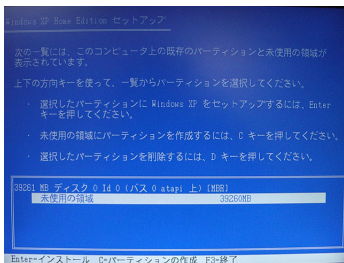 Windows XP Home Edition セットアップ
次の一覧には、このコンピュータ上の既存のパーティションと未使用の領域が
表示されています。
上下の方向キーを使って、一覧からパーティションを選択してください。
・ 選択したパーティションに Windows XP をセットアップするには、Enter
キーを押してください。
・ 未使用の領域にパーティションを作成するには、C キーを押してください。
・ 選択したパーティションを削除するには、D キーを押してください。
39261 MB ディスク 0 Id 0 (バス 0 atapi 上) [MBR]
未使用の領域 39260MB
Enter=インストール C=パーティションの作成 F3=終了